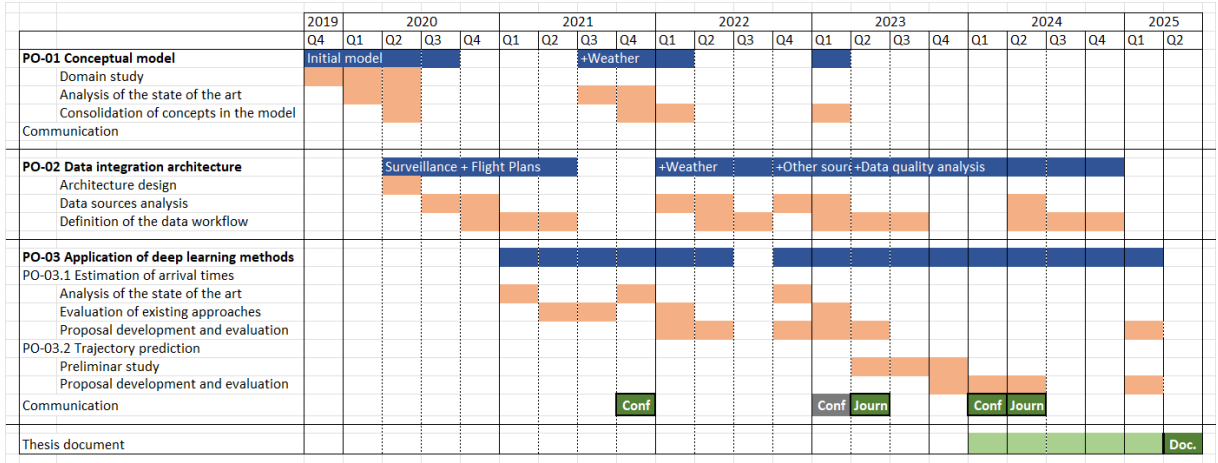 2019 2020 2021 2022 2023 2024 2025
Q4 Q1 Q2 Q3 Q4 Q1 Q2 Q3 Q4 Q1 Q2 Q3 Q4 Q1 Q2 Q3 Q4 Q1 Q2 Q3 Q4 Q1 Q2
PO-01 Conceptual model Initial model +Weather
Domain study
Analysis of the state of the art
Consolidation of concepts in the model
Communication
PO-02 Data integration architecture Surveillance + Flight Plans +Weather +Other sour +Data quality analysis
Architecture design
Data sources analysis
Definition of the data workflow
PO-03 Application of deep learning methods
PO-03.1 Estimation of arrival times
Analysis of the state of the art
Evaluation of existing approaches
Proposal development and evaluation
PO-03.2 Trajectory prediction
Preliminar study
Proposal development and evaluation
Communication Conf Conf Journ Conf Journ
Thesis document Doc.